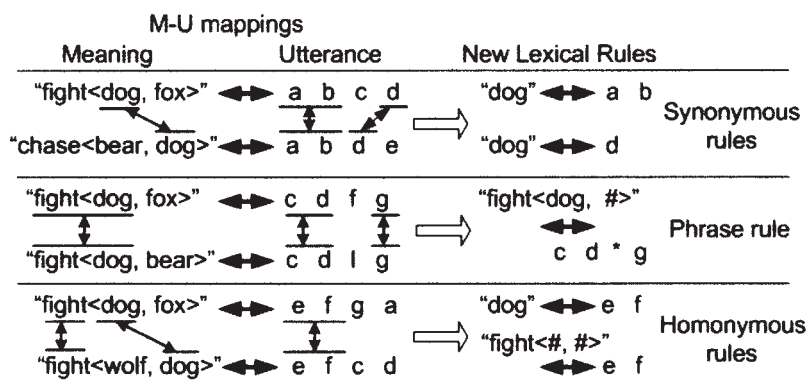 M-U mappings
Meaning Utterance New Lexical Rules
"fight<dog, fox>" a b c d "dog" a b
Synonymous rules
"chase<bear, dog>" a b d e "dog" d
"fight<dog, fox>" c d f g "fight<dog, #>"
Phrase rule
"fight<dog, bear>" c d l g c d * g
"fight<dog, fox>" e f g a "dog" e f
Homonymous rules
"fight<#, #>"
"fight<wolf, dog>" e f c d e f